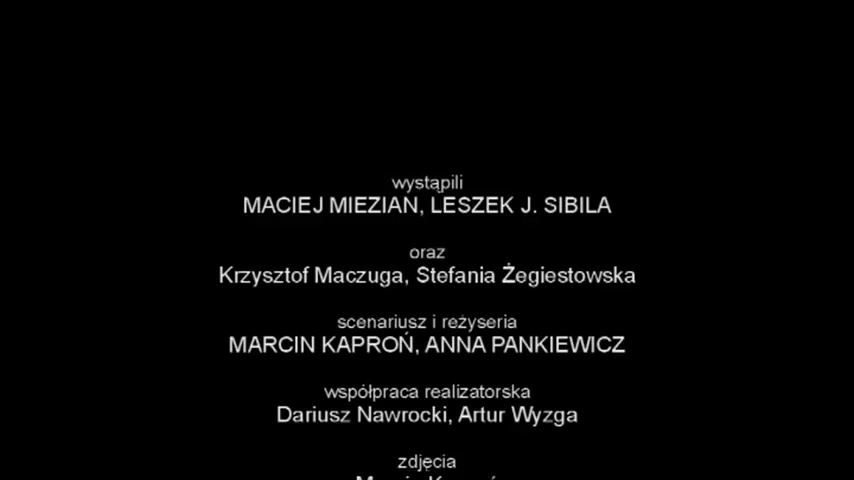 wystąpili
MACIEJ MIEZIAN, LESZEK J. SIBILA
oraz
Krzysztof Maczuga, Stefania Żegiestowska
scenariusz i reżyseria
MARCIN KAPROŃ, ANNA PANKIEWICZ
współpraca realizatorska
Dariusz Nawrocki, Artur Wyzga
zdjęcia